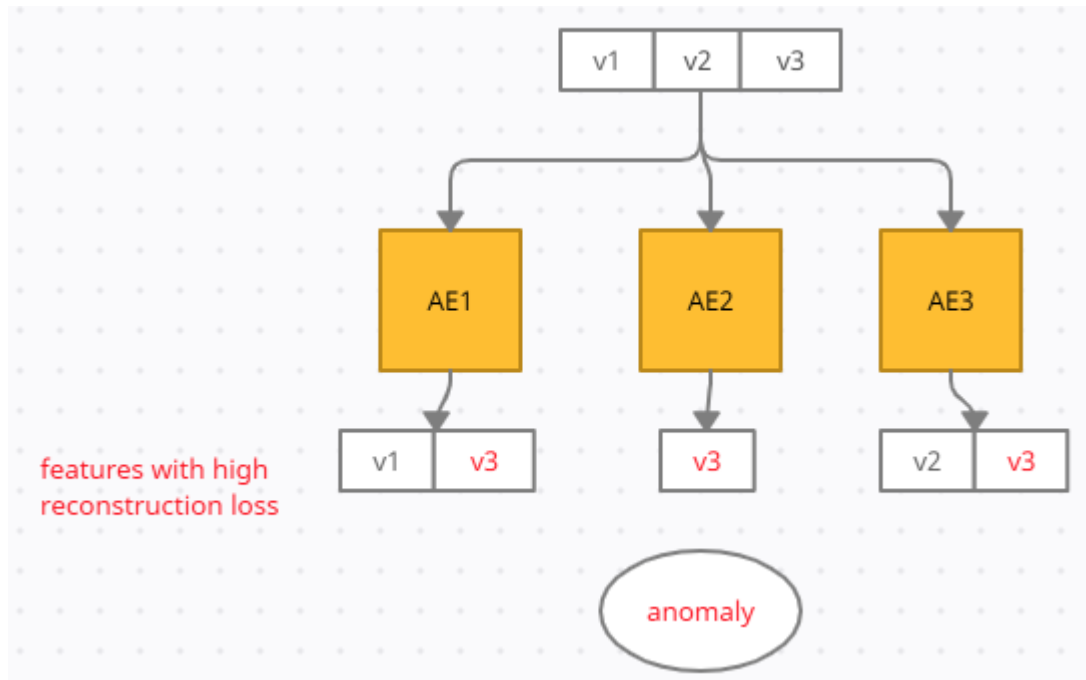 v1 v2 v3
AE1 AE2 AE3
v1 v3 v3 v2 v3
features with high
reconstruction loss
anomaly